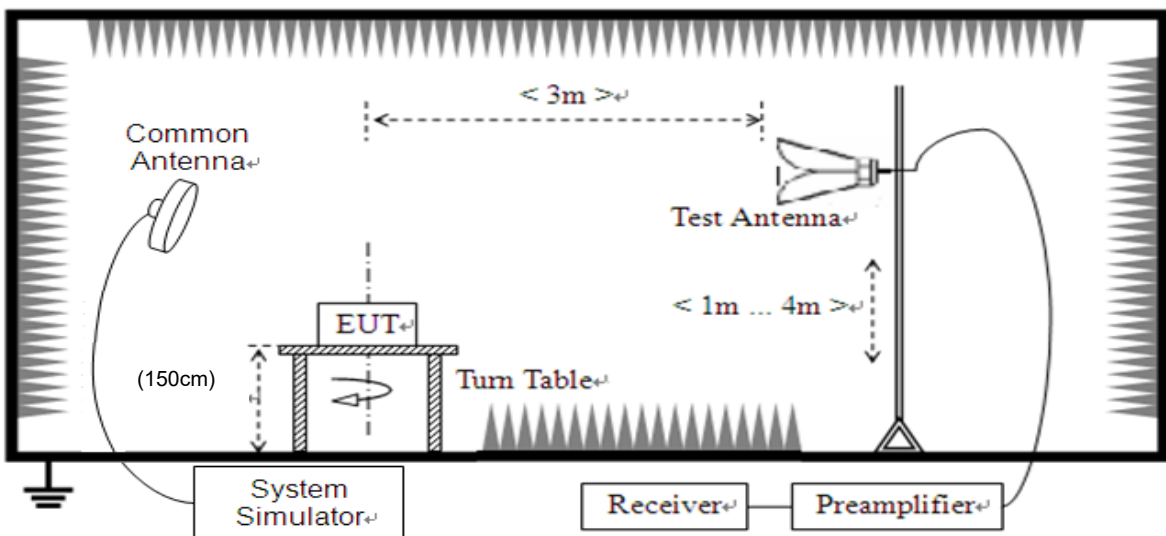 < 3m >↵
Common
Antenna↵
Test Antenna↵
< 1m ... 4m >↵
EUT↵
(150cm)
Turn Table↵
System
Simulator↵
Receiver↵
Preamplifier↵